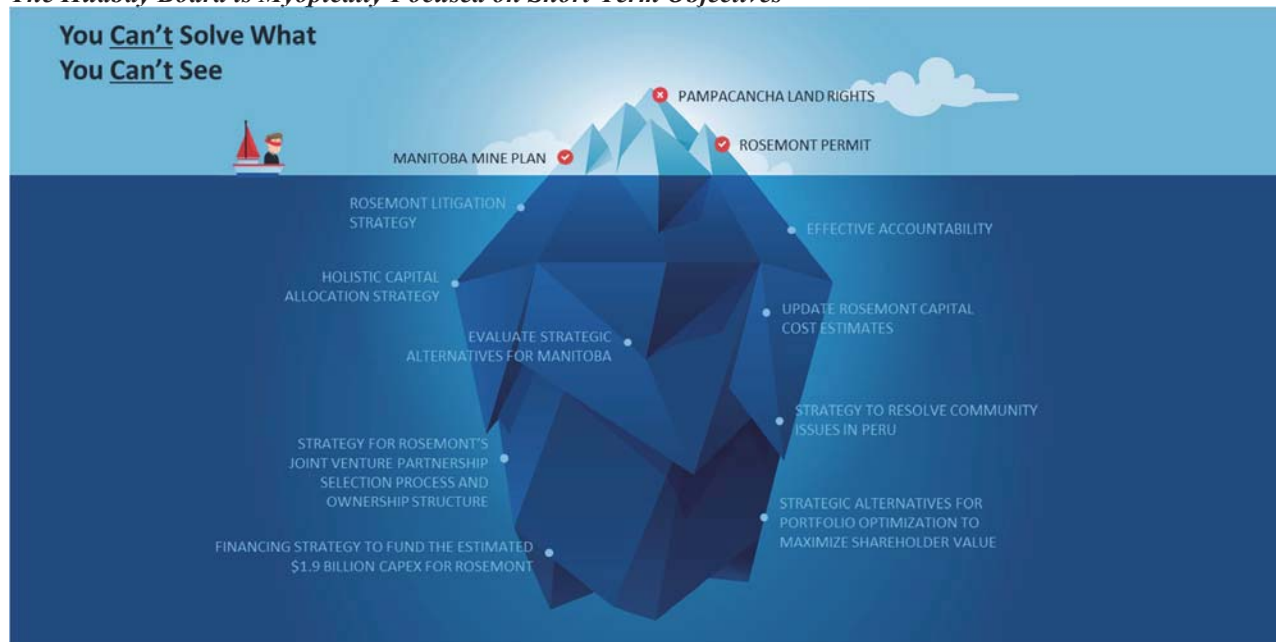 The Hudbay Board is Myopically Focused on Short-Term Objectives
You Can't Solve What
You Can't See
PAMPACANCHA LAND RIGHTS
ROSEMONT PERMIT
MANITOBA MINE PLAN
ROSEMONT LITIGATION
STRATEGY
EFFECTIVE ACCOUNTABILITY
HOLISTIC CAPITAL
ALLOCATION STRATEGY
UPDATE ROSEMONT CAPITAL
COST ESTIMATES
EVALUATE STRATEGIC
ALTERNATIVES FOR MANITOBA
STRATEGY TO RESOLVE COMMUNITY
ISSUES IN PERU
STRATEGY FOR ROSEMONT'S
JOINT VENTURE PARTNERSHIP
SELECTION PROCESS AND
OWNERSHIP STRUCTURE
STRATEGIC ALTERNATIVES FOR
PORTFOLIO OPTIMIZATION TO
MAXIMIZE SHAREHOLDER VALUE
FINANCING STRATEGY TO FUND THE ESTIMATED
$1.9 BILLION CAPEX FOR ROSEMONT